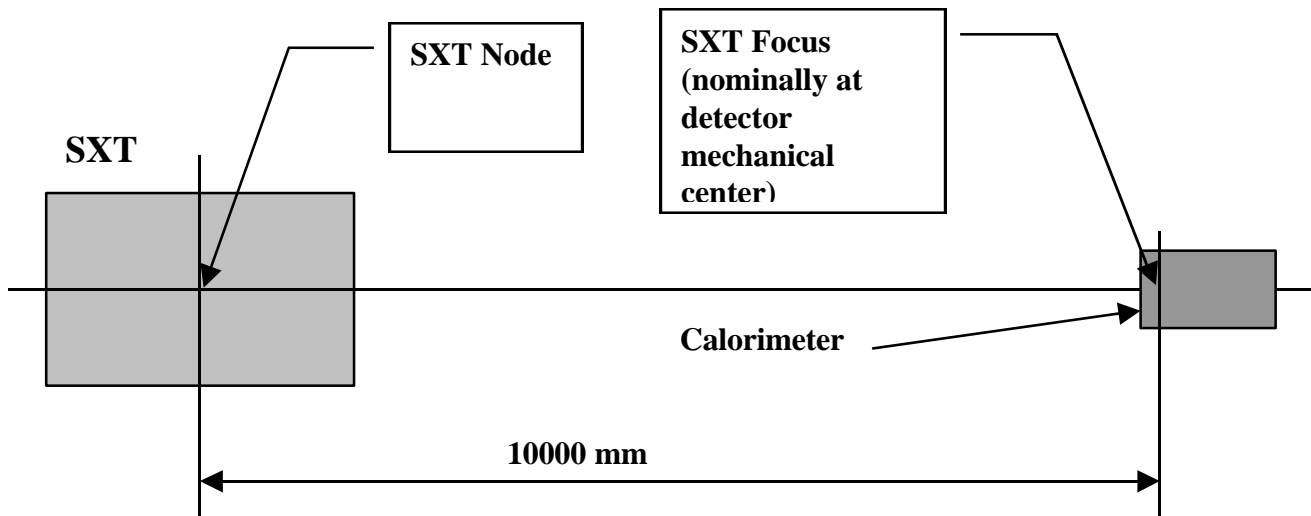 SXT Node
SXT Focus
(nominally at
detector
mechanical
center)
SXT
Calorimeter
10000 mm